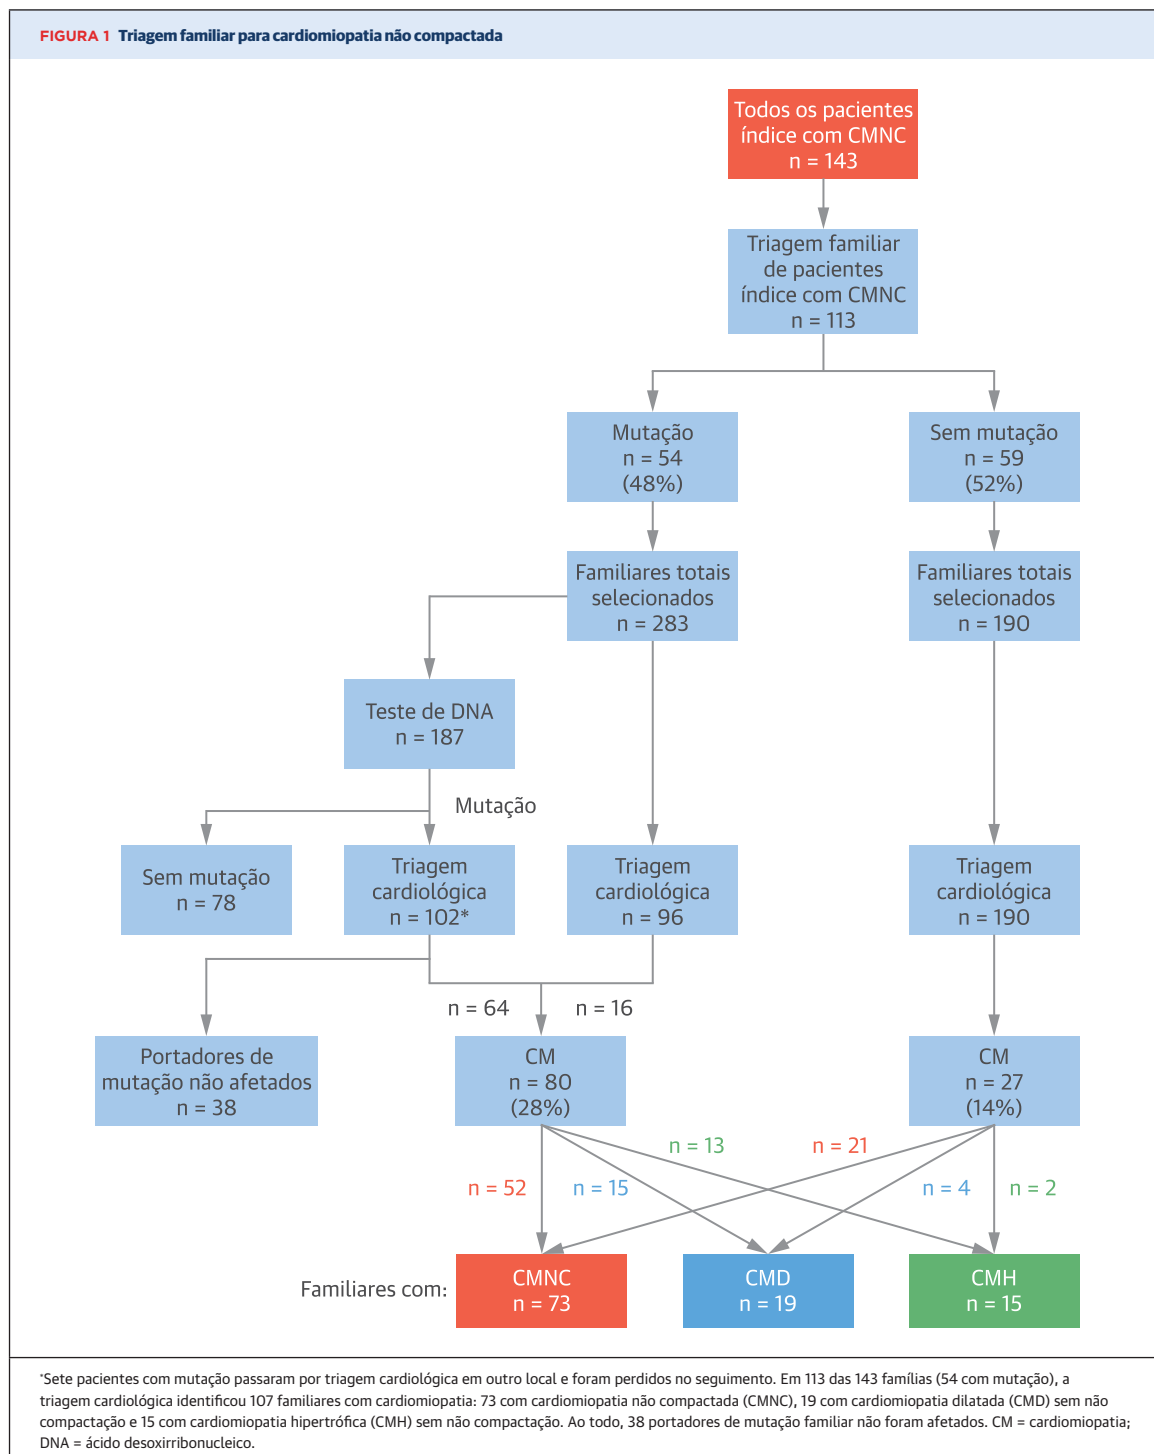 FIGURA 1 Triagem familiar para cardiomiopatia não compactada
Todos os pacientes
índice com CMNC
n = 143
Triagem familiar
de pacientes
índice com CMNC
n = 113
Mutação
n = 54
(48%)
Sem mutação
n = 59
(52%)
Familiares totais
selecionados
n = 283
Familiares totais
selecionados
n = 190
Teste de DNA
n = 187
Mutação
Sem mutação
n = 78
Triagem
cardiológica
n = 102*
Triagem
cardiológica
n = 96
Triagem
cardiológica
n = 190
n = 64
n = 16
Portadores de
mutação não afetados
n = 38
CM
n = 80
(28%)
CM
n = 27
(14%)
n = 13
n = 21
n = 52
n = 15
n = 4
n = 2
Familiares com:
CMNC
n = 73
CMD
n = 19
CMH
n = 15
*Sete pacientes com mutação passaram por triagem cardiológica em outro local e foram perdidos no seguimento. Em 113 das 143 famílias (54 com mutação), a
triagem cardiológica identificou 107 familiares com cardiomiopatia: 73 com cardiomiopatia não compactada (CMNC), 19 com cardiomiopatia dilatada (CMD) sem não
compactação e 15 com cardiomiopatia hipertrófica (CMH) sem não compactação. Ao todo, 38 portadores de mutação familiar não foram afetados. CM = cardiomiopatia;
DNA = ácido desoxirribonucleico.